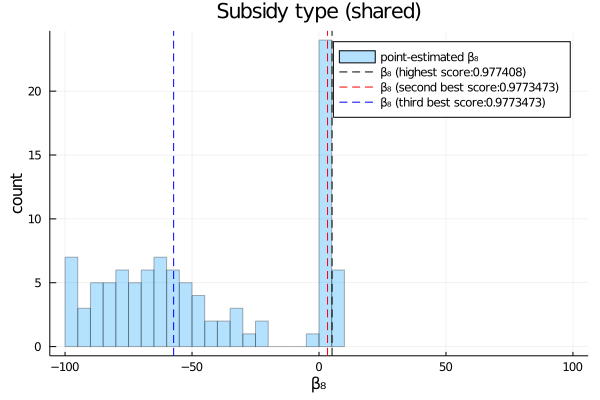 Subsidy type (shared)
point-estimated β₈
β₈ (highest score:0.977408)
β₈ (second best score:0.9773473)
β₈ (third best score:0.9773473)
count
20
15
10
5
0
−100
−50
0
50
100
β₈